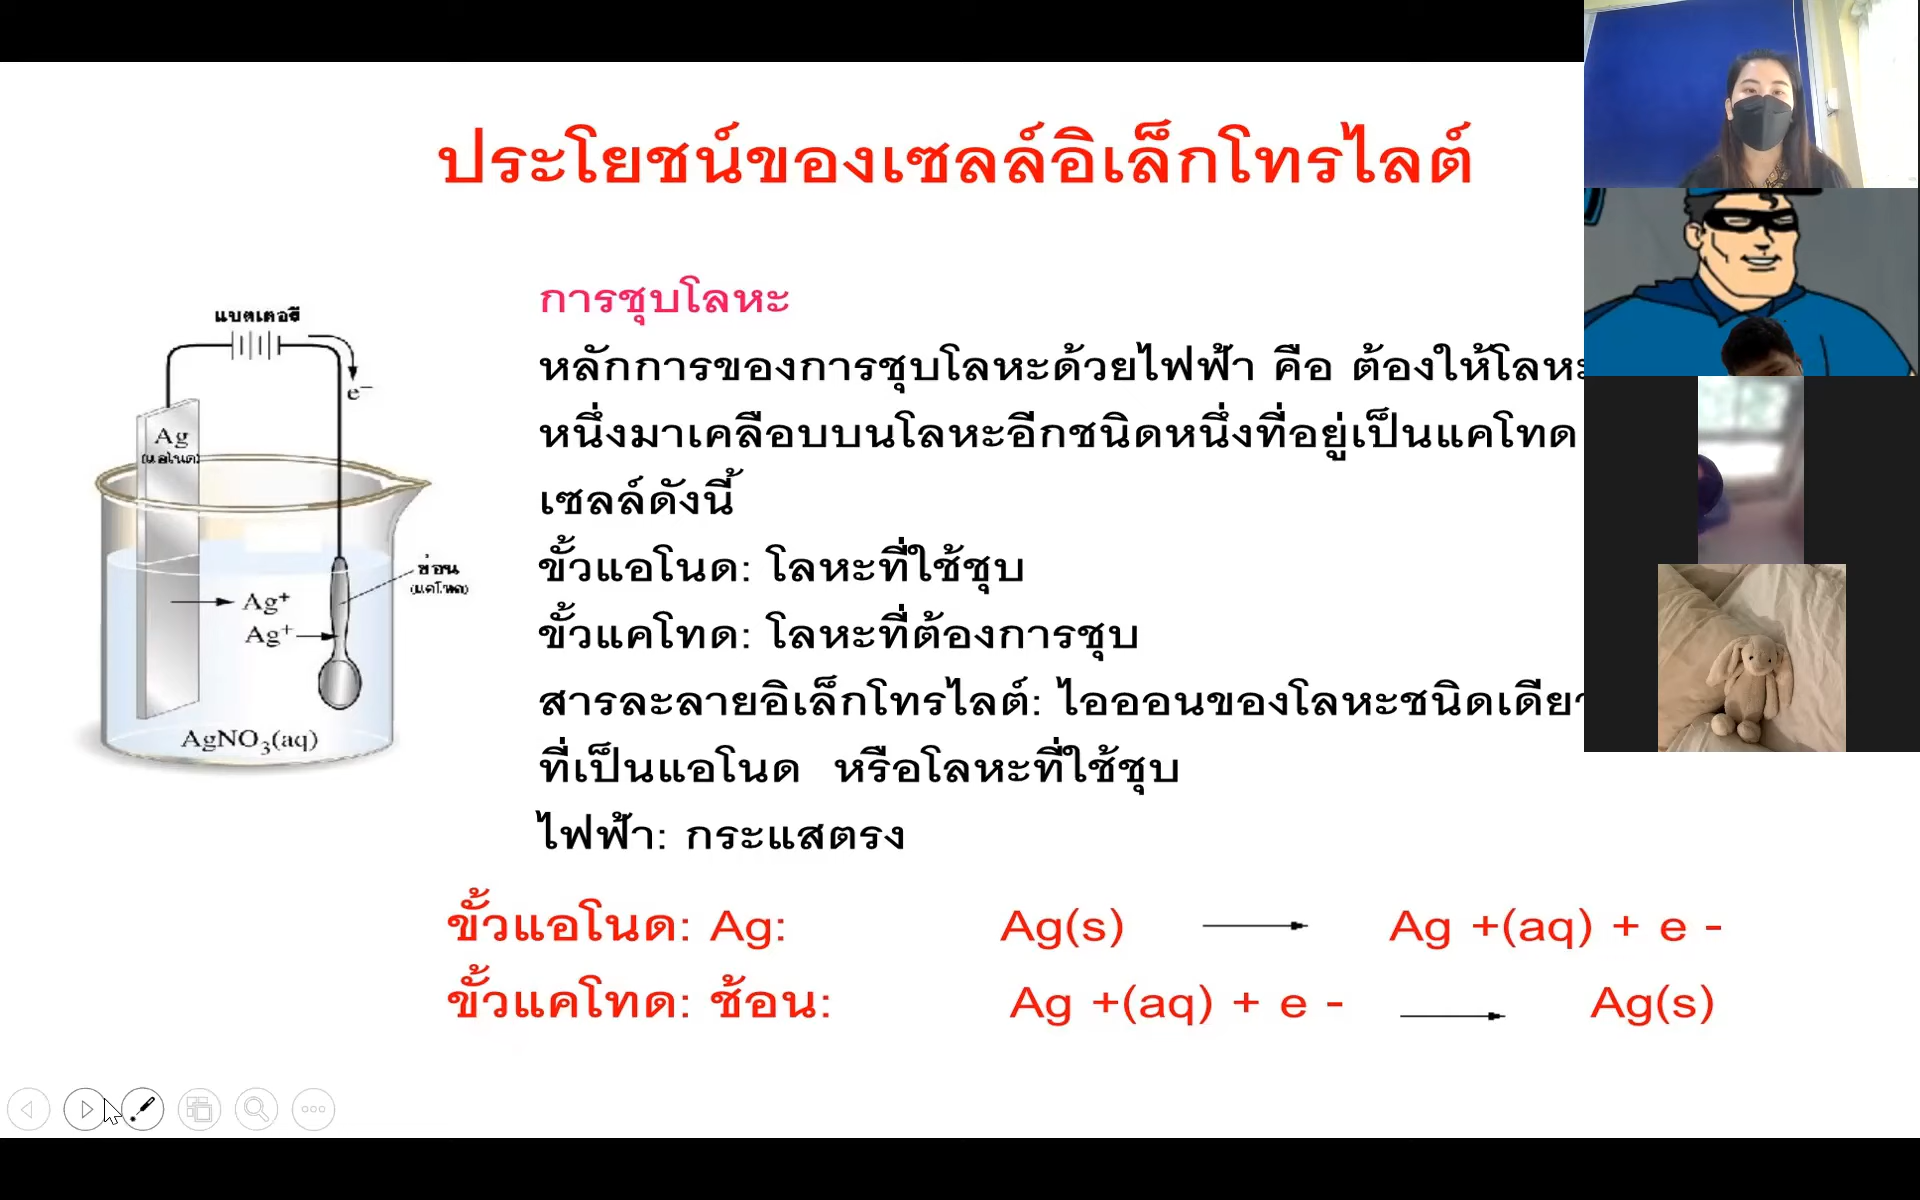 ประโยชน์ของเซลล์อิเล็กโทรไลต์
การชุบโลหะ
หลักการของการชุบโลหะด้วยไฟฟ้า คือ ต้องให้โลหะ
หนึ่งมาเคลือบบนโลหะอีกชนิดหนึ่งที่อยู่เป็นแคโทด
เซลล์ดังนี้
ขั้วแอโนด: โลหะที่ใช้ชุบ
ขั้วแคโทด: โลหะที่ต้องการชุบ
สารละลายอิเล็กโทรไลต์: ไอออนของโลหะชนิดเดีย
ที่เป็นแอโนด หรือโลหะที่ใช้ชุบ
ไฟฟ้า: กระแสตรง
แบตเตอรี
e⁻
Ag
(แอโนด)
ช้อน
(แคโทด)
Ag⁺
Ag⁺
AgNO₃(aq)
ขั้วแอโนด: Ag: Ag(s) → Ag +(aq) + e -
ขั้วแคโทด: ช้อน: Ag +(aq) + e - → Ag(s)